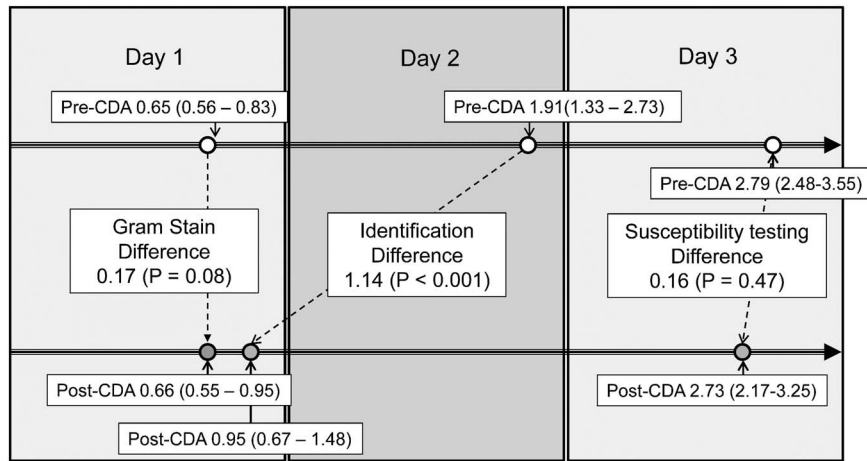 Day 1
Day 2
Day 3
Pre-CDA 0.65 (0.56 – 0.83)
Pre-CDA 1.91(1.33 – 2.73)
Pre-CDA 2.79 (2.48-3.55)
Gram Stain
Difference
0.17 (P = 0.08)
Identification
Difference
1.14 (P < 0.001)
Susceptibility testing
Difference
0.16 (P = 0.47)
Post-CDA 0.66 (0.55 – 0.95)
Post-CDA 2.73 (2.17-3.25)
Post-CDA 0.95 (0.67 – 1.48)